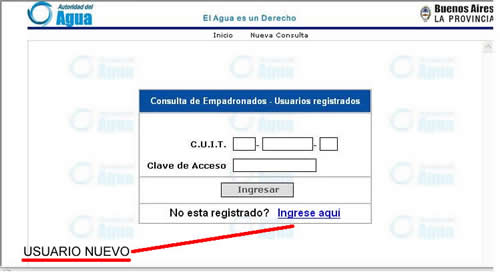 Autoridad del
Agua
El Agua es un Derecho
Buenos Aires
LA PROVINCIA
Inicio Nueva Consulta
Consulta de Empadronados - Usuarios registrados
C.U.I.T. - -
Clave de Acceso
Ingresar
No esta registrado? Ingrese aquí
USUARIO NUEVO